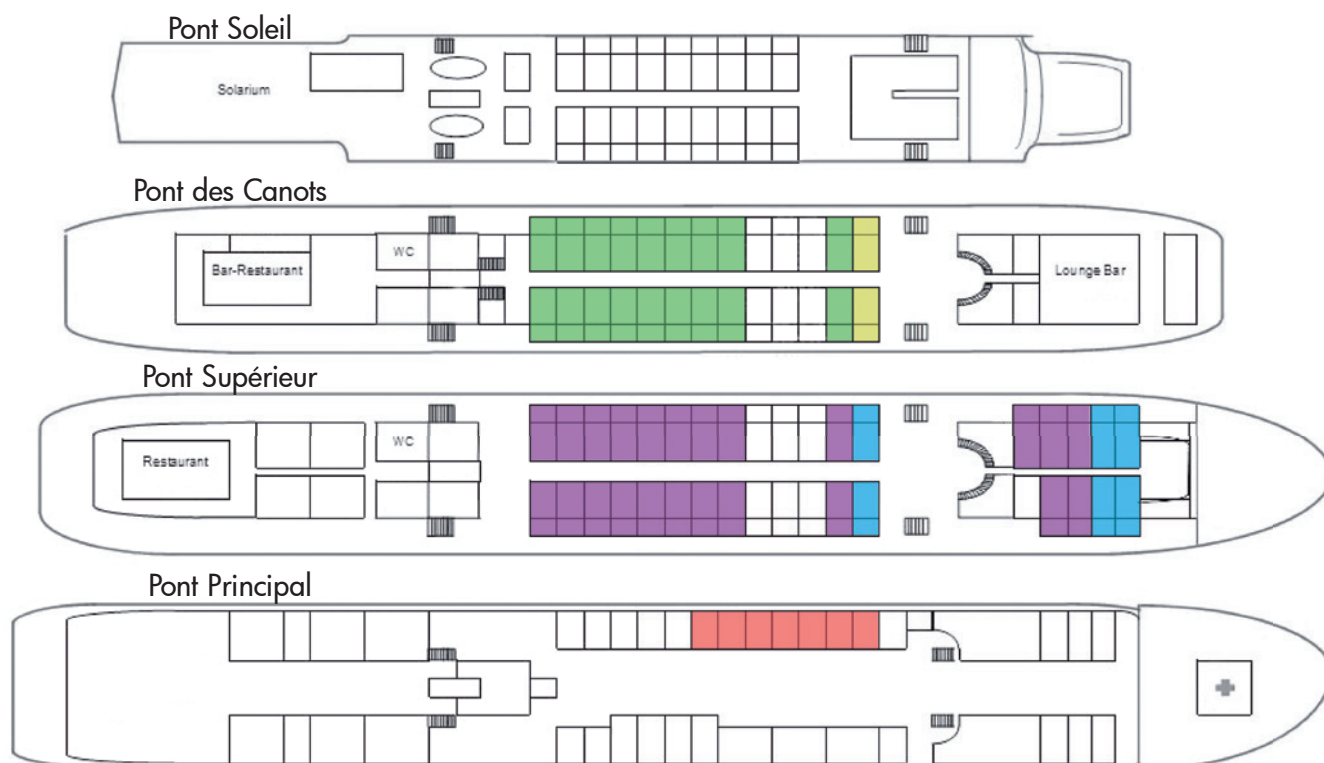 Pont Soleil
Solarium
Pont des Canots
WC
Bar-Restaurant
Lounge Bar
Pont Supérieur
WC
Restaurant
Pont Principal